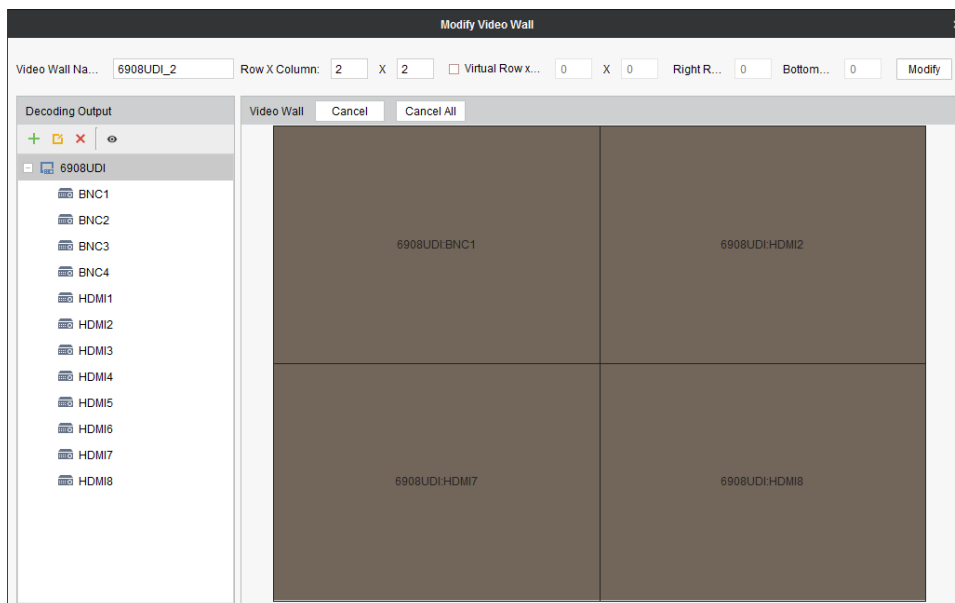 Modify Video Wall
Video Wall Na... 6908UDI_2 Row X Column: 2 X 2 Virtual Row x... 0 X 0 Right R... 0 Bottom... 0 Modify
Decoding Output
Video Wall Cancel Cancel All
6908UDI
BNC1
BNC2
BNC3
BNC4
HDMI1
HDMI2
HDMI3
HDMI4
HDMI5
HDMI6
HDMI7
HDMI8
6908UDI:BNC1 6908UDI:HDMI2
6908UDI:HDMI7 6908UDI:HDMI8